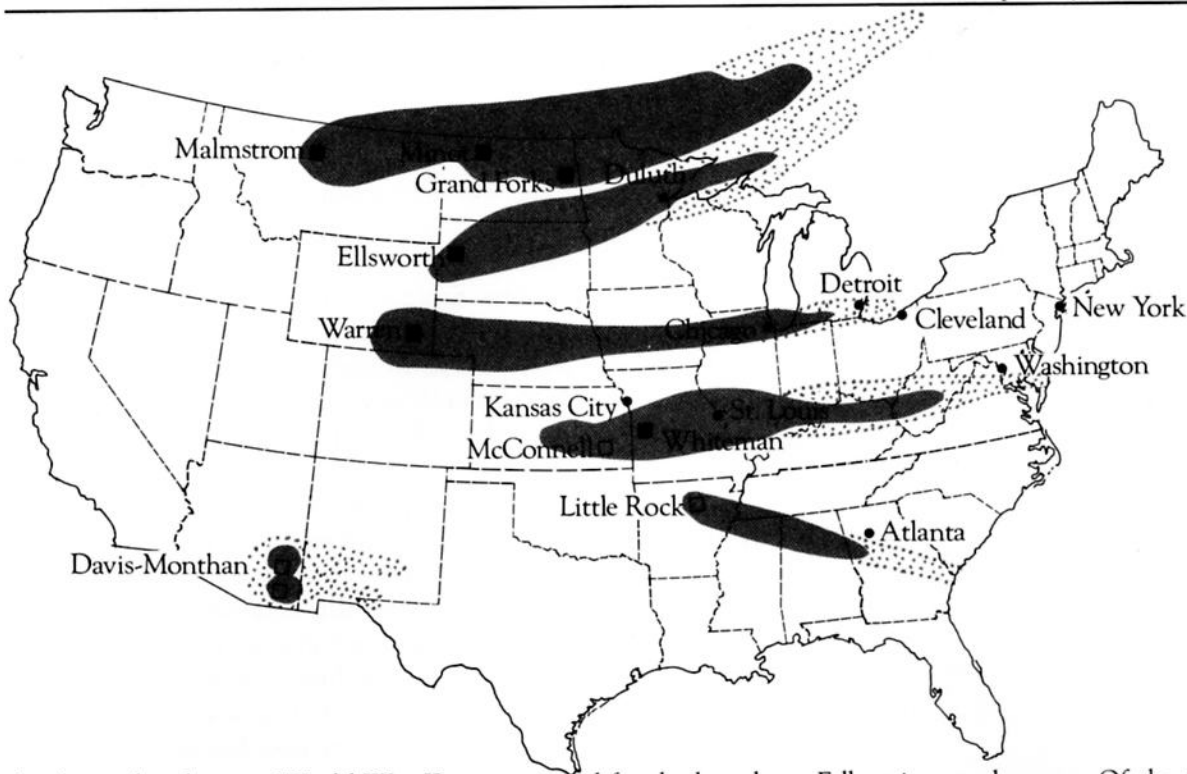 Malmstrom
Minot
Grand Forks
Duluth
Ellsworth
Detroit
Warren
Chicago
Cleveland
New York
Washington
Kansas City
St. Louis
McConnell
Whiteman
Little Rock
Atlanta
Davis-Monthan